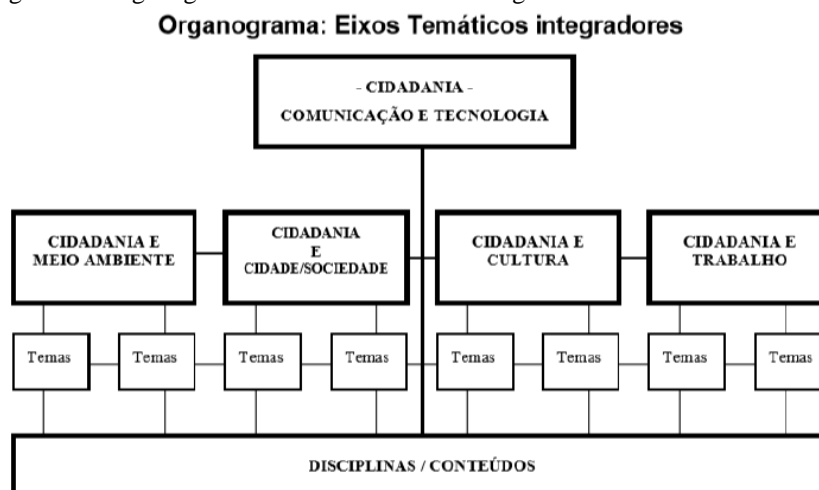 Organograma: Eixos Temáticos integradores
- CIDADANIA -
COMUNICAÇÃO E TECNOLOGIA
CIDADANIA E
MEIO AMBIENTE
CIDADANIA
E
CIDADE/SOCIEDADE
CIDADANIA E
CULTURA
CIDADANIA E
TRABALHO
Temas
Temas
Temas
Temas
Temas
Temas
Temas
Temas
DISCIPLINAS / CONTEÚDOS